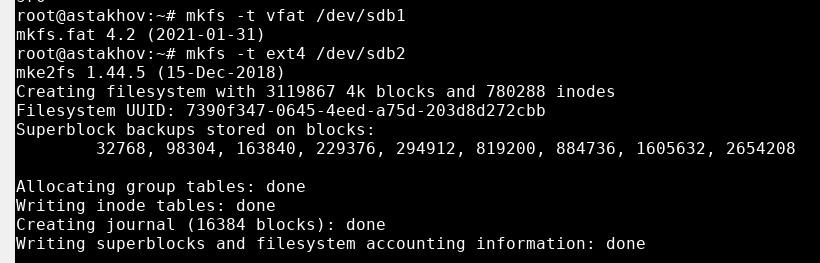 root@astakhov:~# mkfs -t vfat /dev/sdb1
mkfs.fat 4.2 (2021-01-31)
root@astakhov:~# mkfs -t ext4 /dev/sdb2
mke2fs 1.44.5 (15-Dec-2018)
Creating filesystem with 3119867 4k blocks and 780288 inodes
Filesystem UUID: 7390f347-0645-4eed-a75d-203d8d272cbb
Superblock backups stored on blocks:
        32768, 98304, 163840, 229376, 294912, 819200, 884736, 1605632, 2654208
Allocating group tables: done
Writing inode tables: done
Creating journal (16384 blocks): done
Writing superblocks and filesystem accounting information: done